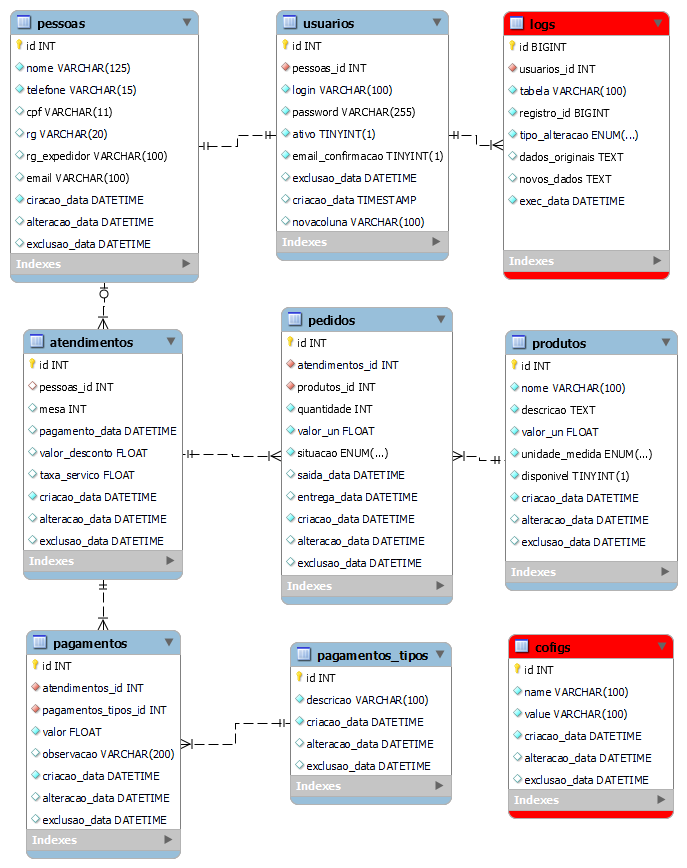 pessoas
id INT
nome VARCHAR(125)
telefone VARCHAR(15)
cpf VARCHAR(11)
rg VARCHAR(20)
rg_expedidor VARCHAR(100)
email VARCHAR(100)
ciracao_data DATETIME
alteracao_data DATETIME
exclusao_data DATETIME
Indexes
usuarios
id INT
pessoas_id INT
login VARCHAR(100)
password VARCHAR(255)
ativo TINYINT(1)
email_confirmacao TINYINT(1)
exclusao_data DATETIME
criacao_data TIMESTAMP
novacoluna VARCHAR(100)
Indexes
logs
id BIGINT
usuarios_id INT
tabela VARCHAR(100)
registro_id BIGINT
tipo_alteracao ENUM(...)
dados_originais TEXT
novos_dados TEXT
exec_data DATETIME
Indexes
atendimentos
id INT
pessoas_id INT
mesa INT
pagamento_data DATETIME
valor_desconto FLOAT
taxa_servico FLOAT
criacao_data DATETIME
alteracao_data DATETIME
exclusao_data DATETIME
Indexes
pedidos
id INT
atendimentos_id INT
produtos_id INT
quantidade INT
valor_un FLOAT
situacao ENUM(...)
saida_data DATETIME
entrega_data DATETIME
criacao_data DATETIME
alteracao_data DATETIME
exclusao_data DATETIME
Indexes
produtos
id INT
nome VARCHAR(100)
descricao TEXT
valor_un FLOAT
unidade_medida ENUM(...)
disponivel TINYINT(1)
criacao_data DATETIME
alteracao_data DATETIME
exclusao_data DATETIME
Indexes
pagamentos
id INT
atendimentos_id INT
pagamentos_tipos_id INT
valor FLOAT
observacao VARCHAR(200)
criacao_data DATETIME
alteracao_data DATETIME
exclusao_data DATETIME
Indexes
pagamentos_tipos
id INT
descricao VARCHAR(100)
criacao_data DATETIME
alteracao_data DATETIME
exclusao_data DATETIME
Indexes
cofigs
id INT
name VARCHAR(100)
value VARCHAR(100)
criacao_data DATETIME
alteracao_data DATETIME
exclusao_data DATETIME
Indexes